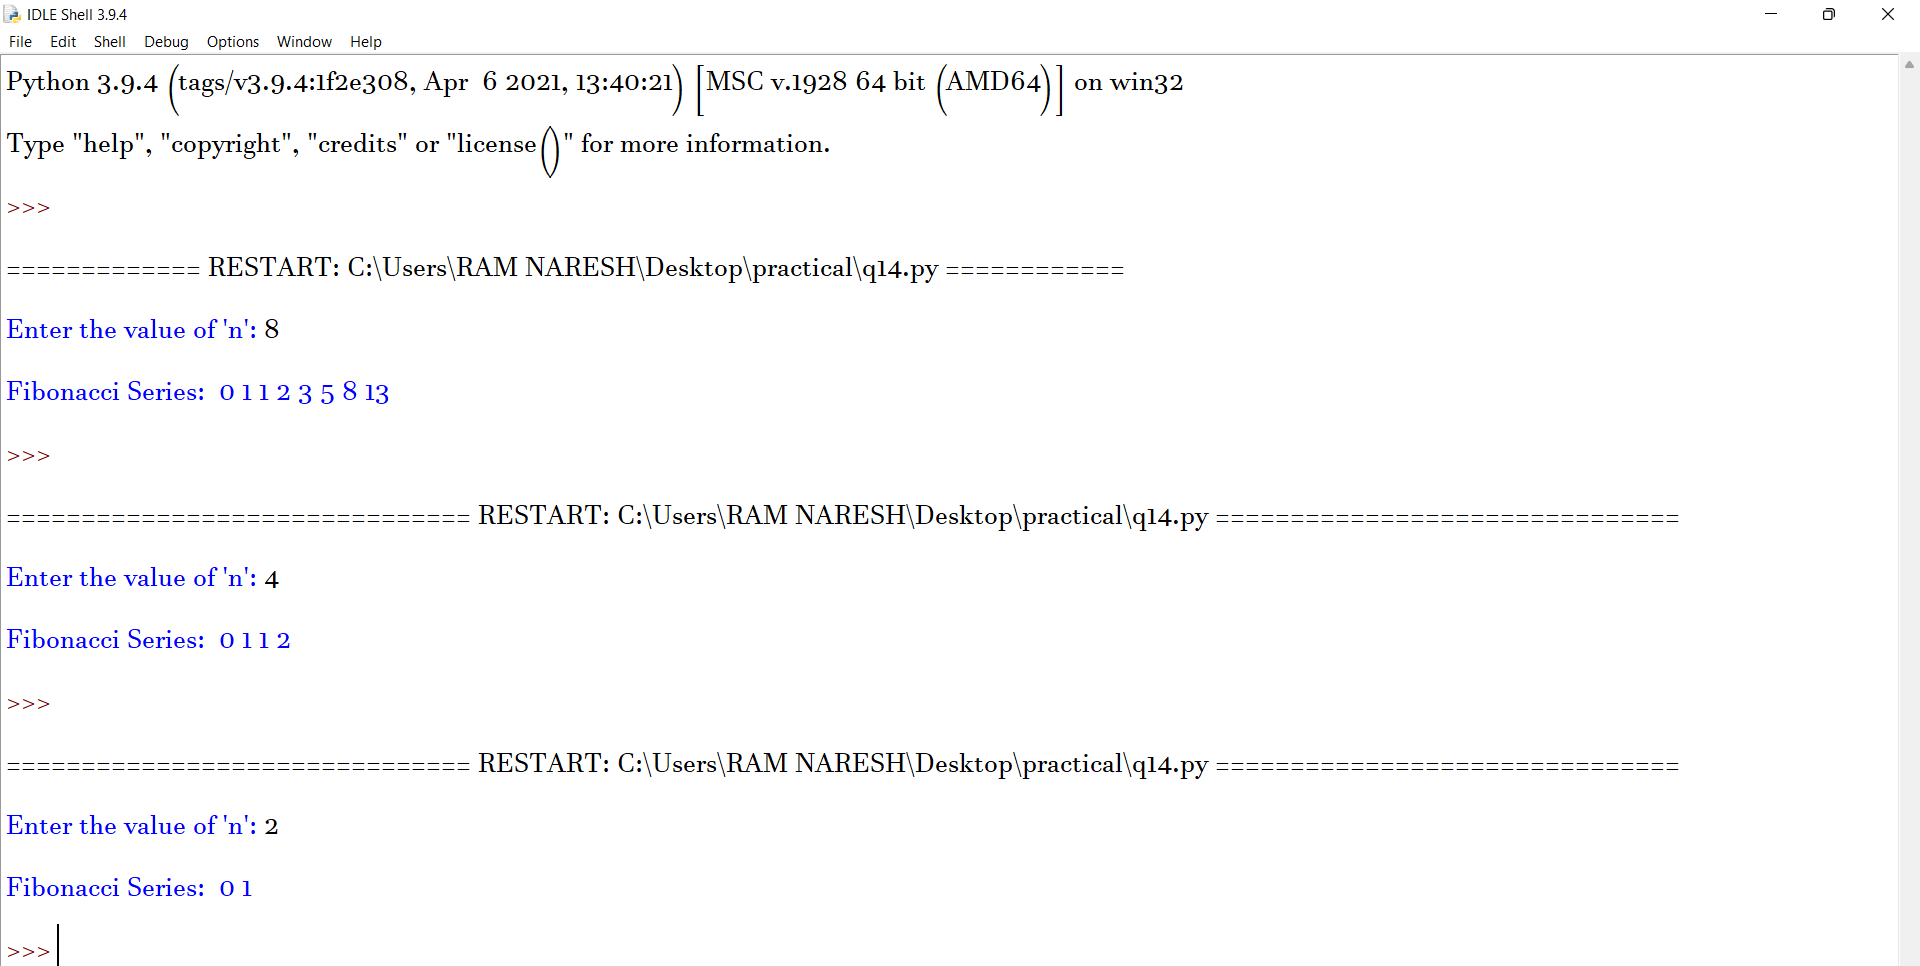 IDLE Shell 3.9.4
File Edit Shell Debug Options Window Help
Python 3.9.4 (tags/v3.9.4:1f2e308, Apr  6 2021, 13:40:21) [MSC v.1928 64 bit (AMD64)] on win32
Type "help", "copyright", "credits" or "license()" for more information.
>>>
============= RESTART: C:\Users\RAM NARESH\Desktop\practical\q14.py ============
Enter the value of 'n': 8
Fibonacci Series:  0 1 1 2 3 5 8 13
>>>
=============================== RESTART: C:\Users\RAM NARESH\Desktop\practical\q14.py ===============================
Enter the value of 'n': 4
Fibonacci Series:  0 1 1 2
>>>
=============================== RESTART: C:\Users\RAM NARESH\Desktop\practical\q14.py ===============================
Enter the value of 'n': 2
Fibonacci Series:  0 1
>>>